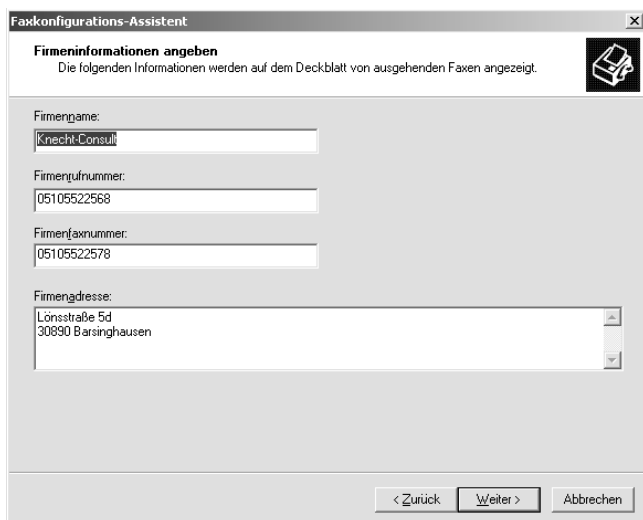 Faxkonfigurations-Assistent
Firmeninformationen angeben
Die folgenden Informationen werden auf dem Deckblatt von ausgehenden Faxen angezeigt.
Firmenname:
Knecht-Consult
Firmenrufnummer:
05105522568
Firmenfaxnummer:
05105522578
Firmenadresse:
Lönsstraße 5d
30890 Barsinghausen
< Zurück
Weiter >
Abbrechen